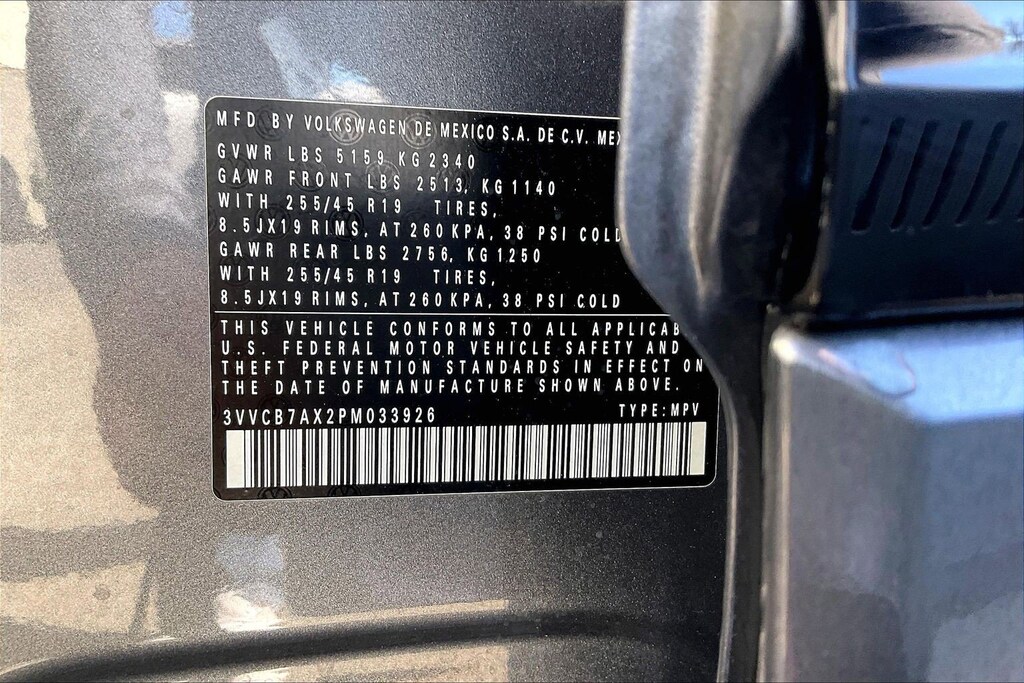 MFD BY VOLKSWAGEN DE MEXICO S.A. DE C.V. MEX
GVWR LBS 5159 KG 2340
GAWR FRONT LBS 2513, KG 1140
WITH 255/45 R19 TIRES,
8.5JX19 RIMS, AT 260 KPA, 38 PSI COLD
GAWR REAR LBS 2756, KG 1250
WITH 255/45 R19 TIRES,
8.5JX19 RIMS, AT 260 KPA, 38 PSI COLD
THIS VEHICLE CONFORMS TO ALL APPLICAB
U.S. FEDERAL MOTOR VEHICLE SAFETY AND
THEFT PREVENTION STANDARDS IN EFFECT ON
THE DATE OF MANUFACTURE SHOWN ABOVE.
3VVCB7AX2PM033926 TYPE: MPV